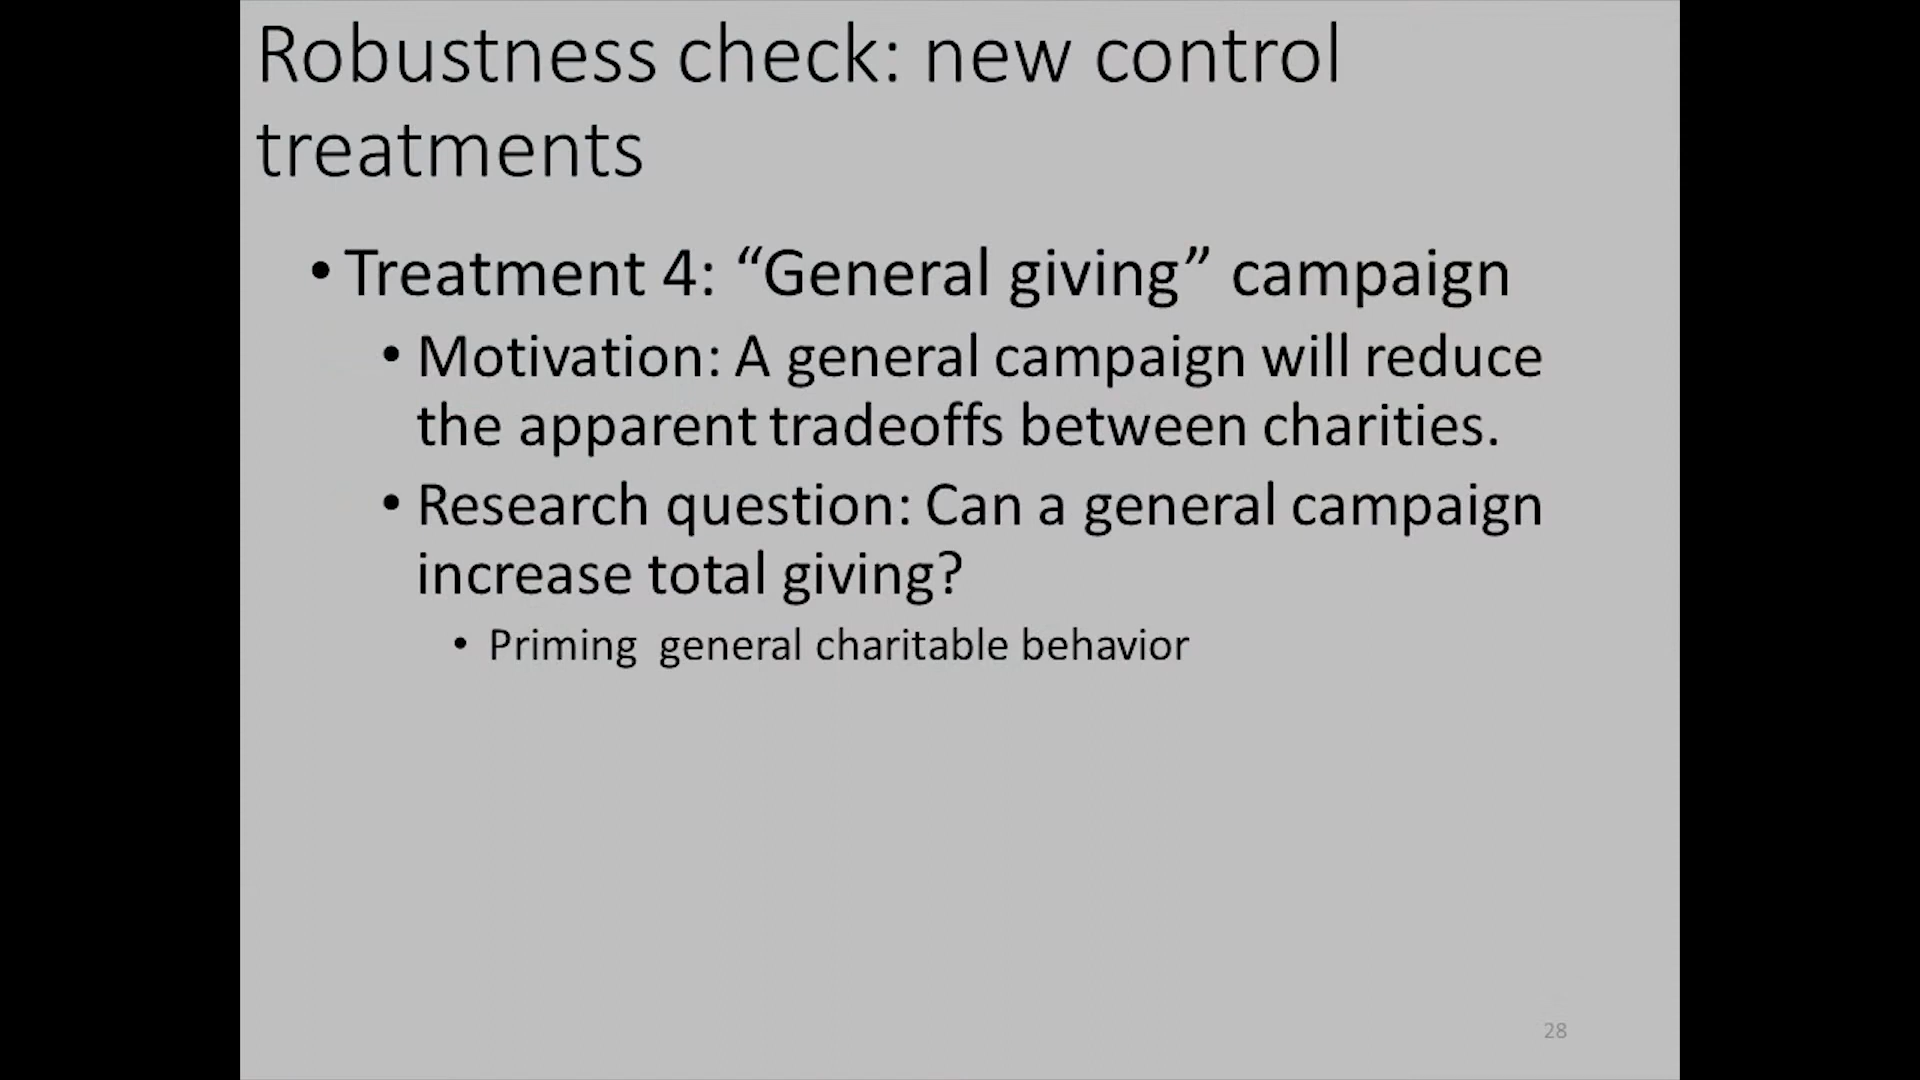 Robustness check: new control
treatments
• Treatment 4: “General giving” campaign
• Motivation: A general campaign will reduce
the apparent tradeoffs between charities.
• Research question: Can a general campaign
increase total giving?
• Priming general charitable behavior
28